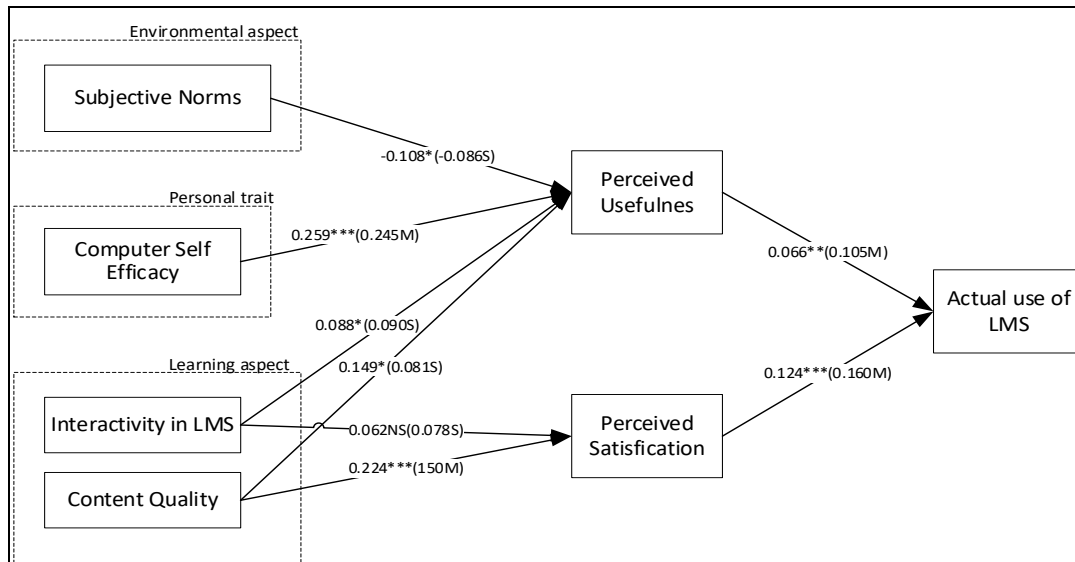 Environmental aspect
Subjective Norms
-0.108*(-0.086S)
Personal trait
Computer Self
Efficacy
0.259***(0.245M)
Perceived
Usefulnes
0.066**(0.105M)
Actual use of
LMS
0.088*(0.090S)
0.149*(0.081S)
Learning aspect
Interactivity in LMS
0.062NS(0.078S)
Content Quality
0.224***(150M)
Perceived
Satisfication
0.124***(0.160M)